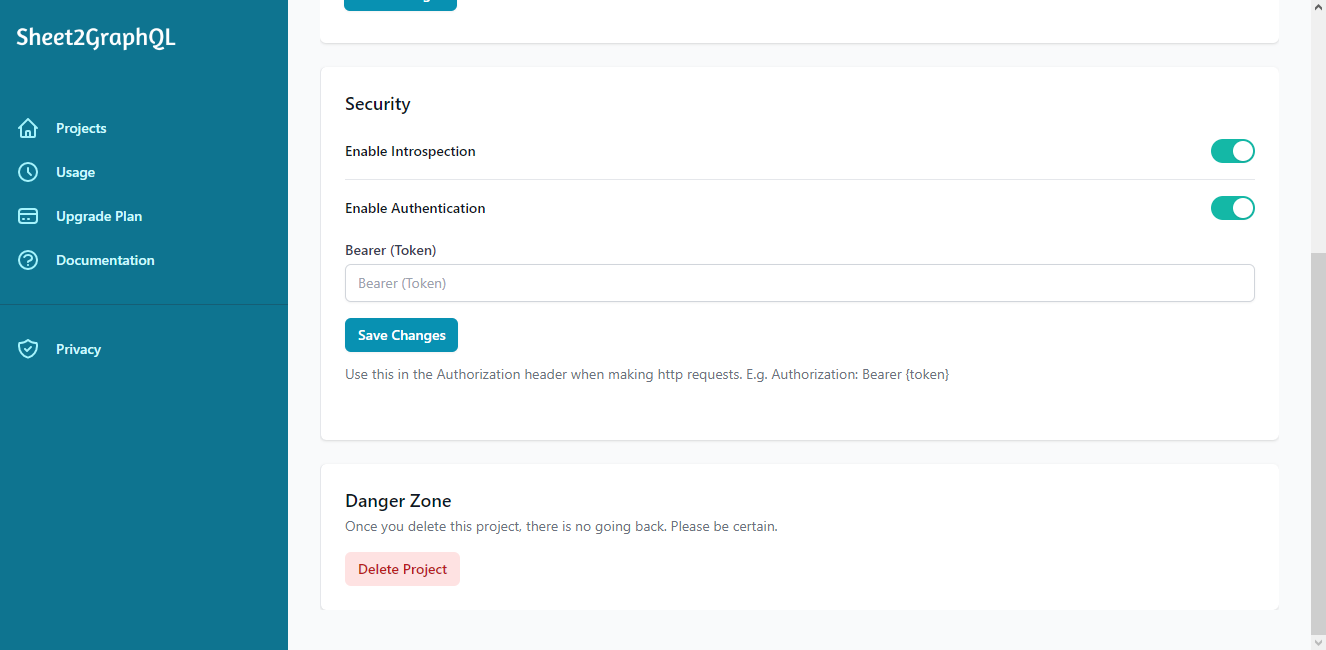 Sheet2GraphQL
Projects
Usage
Upgrade Plan
Documentation
Privacy
Security
Enable Introspection
Enable Authentication
Bearer (Token)
Bearer (Token)
Save Changes
Use this in the Authorization header when making http requests. E.g. Authorization: Bearer {token}
Danger Zone
Once you delete this project, there is no going back. Please be certain.
Delete Project